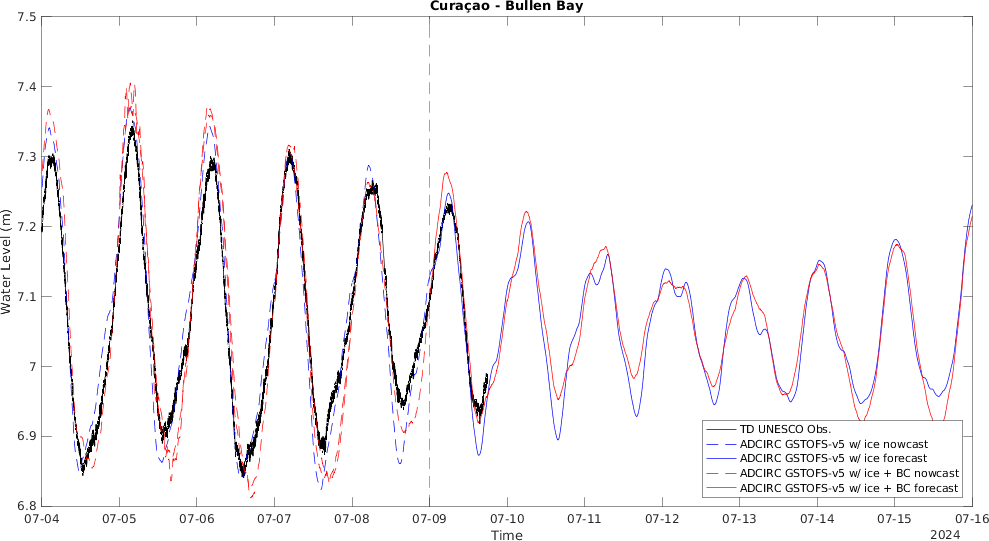 Curaçao - Bullen Bay
7.5
7.4
7.3
7.2
7.1
7
6.9
6.8
Water Level (m)
07-04 07-05 07-06 07-07 07-08 07-09 07-10 07-11 07-12 07-13 07-14 07-15 07-16
Time
2024
TD UNESCO Obs.
ADCIRC GSTOFS-v5 w/ ice nowcast
ADCIRC GSTOFS-v5 w/ ice forecast
ADCIRC GSTOFS-v5 w/ ice + BC nowcast
ADCIRC GSTOFS-v5 w/ ice + BC forecast